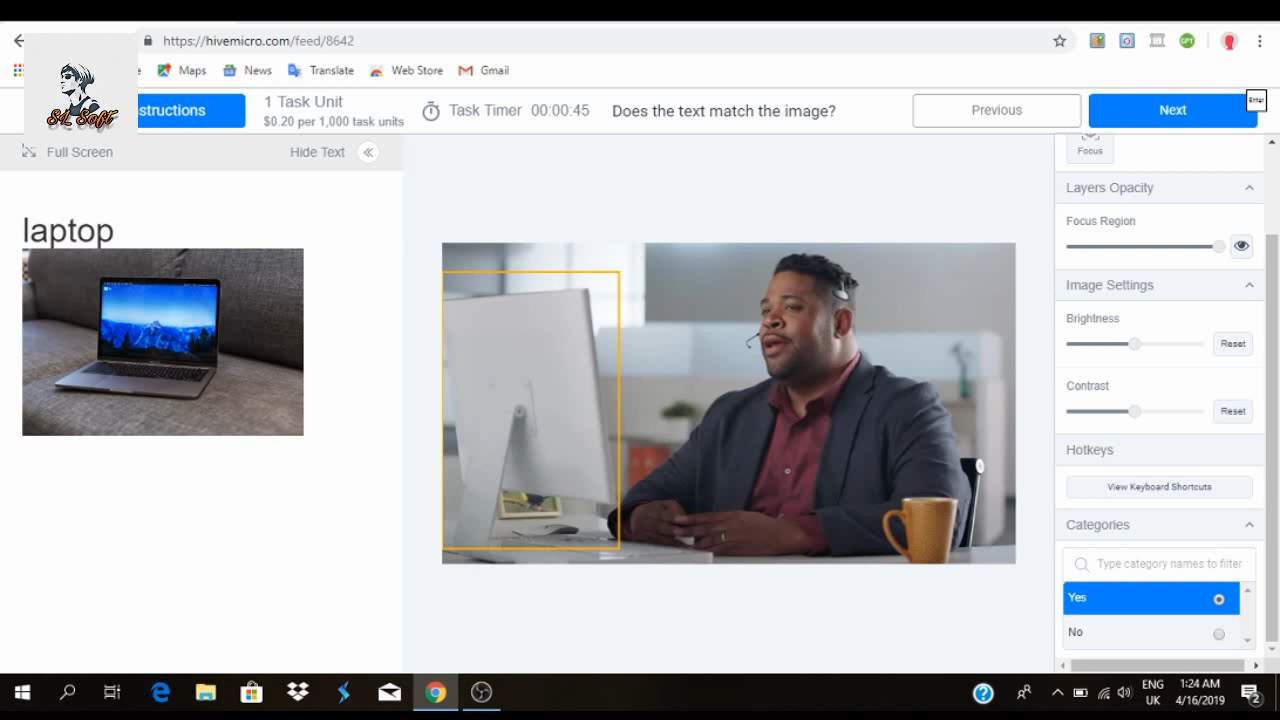 https://hivemicro.com/feed/8642
Maps
News
Translate
Web Store
Gmail
SL Soft
structions
1 Task Unit
$0.20 per 1,000 task units
Task Timer 00:00:45
Does the text match the image?
Previous
Next
Enter
Full Screen
Hide Text
Focus
laptop
Layers Opacity
Focus Region
Image Settings
Brightness
Reset
Contrast
Reset
Hotkeys
View Keyboard Shortcuts
Categories
Type category names to filter
Yes
No
ENG
UK
1:24 AM
4/16/2019
2